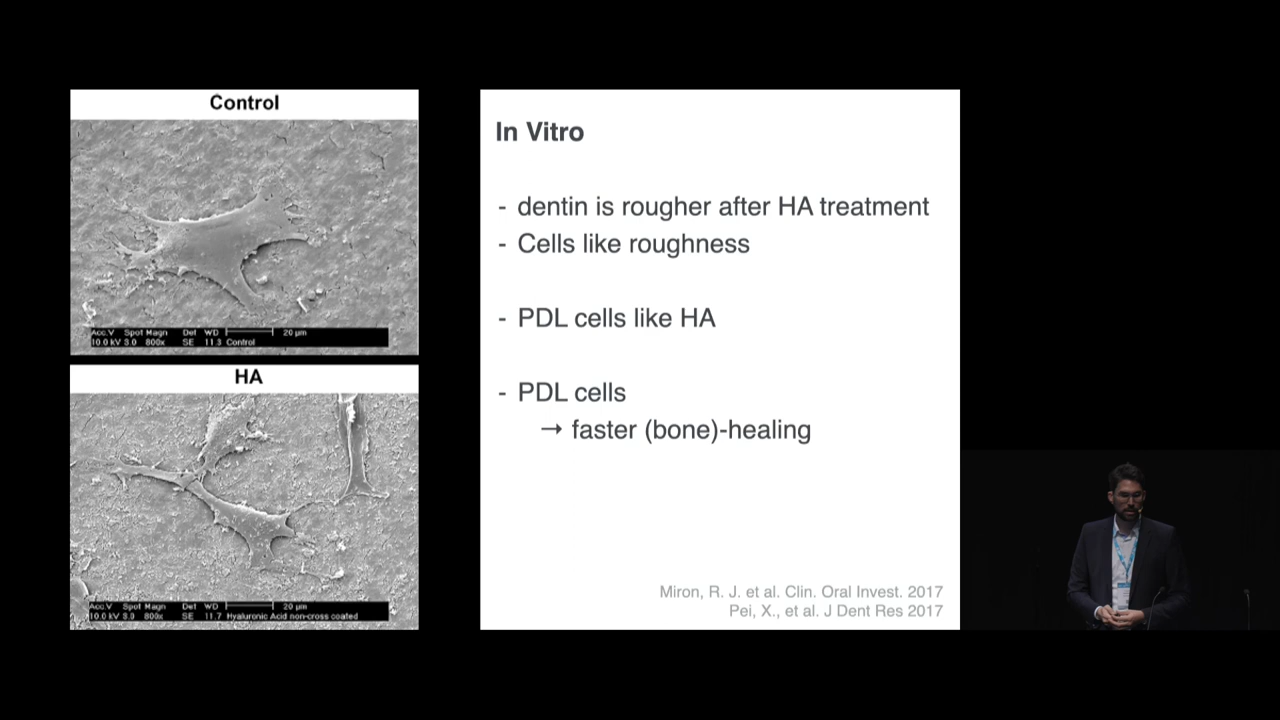 Control
Acc.V Spot Magn Det WD 20 µm
10.0 kV 3.0 800x SE 11.3 Control
HA
Acc.V Spot Magn Det WD 20 µm
10.0 kV 3.0 800x SE 11.7 Hyaluronic Acid non-cross coated
In Vitro
- dentin is rougher after HA treatment
- Cells like roughness
- PDL cells like HA
- PDL cells
→ faster (bone)-healing
Miron, R. J. et al. Clin. Oral Invest. 2017
Pei, X., et al. J Dent Res 2017